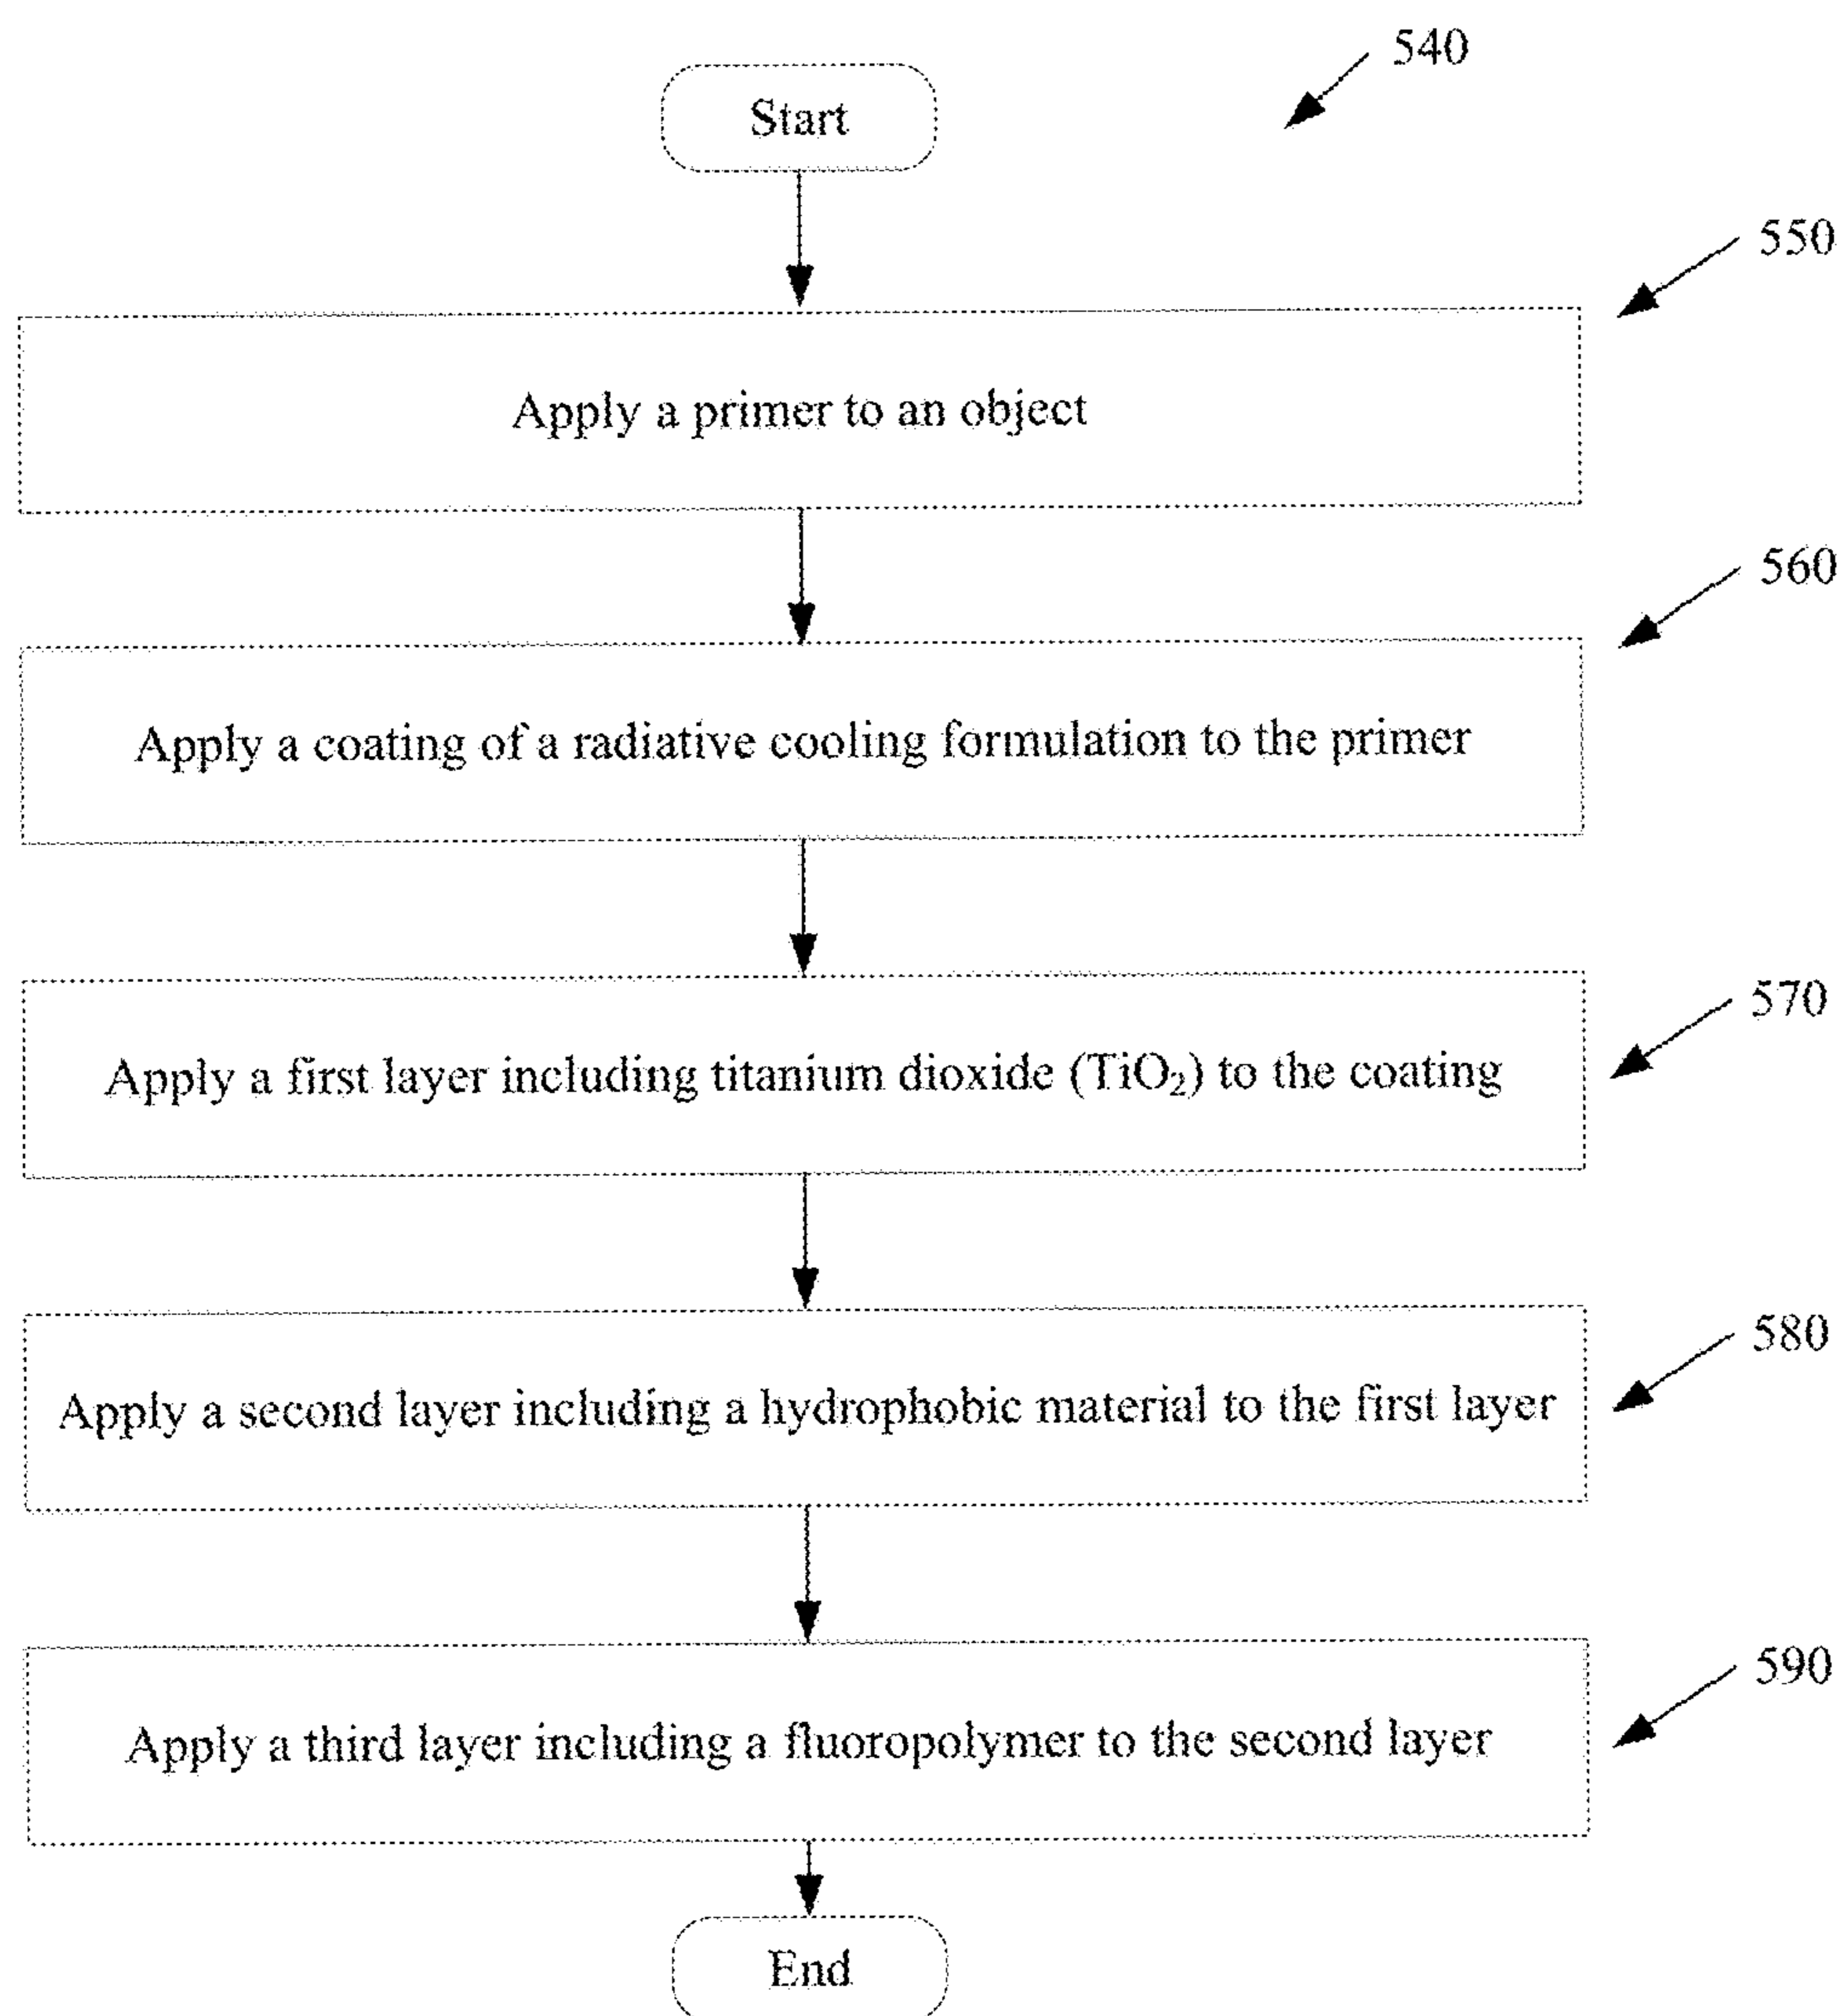 540
Start
550
Apply a primer to an object
560
Apply a coating of a radiative cooling formulation to the primer
570
Apply a first layer including titanium dioxide (TiO₂) to the coating
580
Apply a second layer including a hydrophobic material to the first layer
590
Apply a third layer including a fluoropolymer to the second layer
End